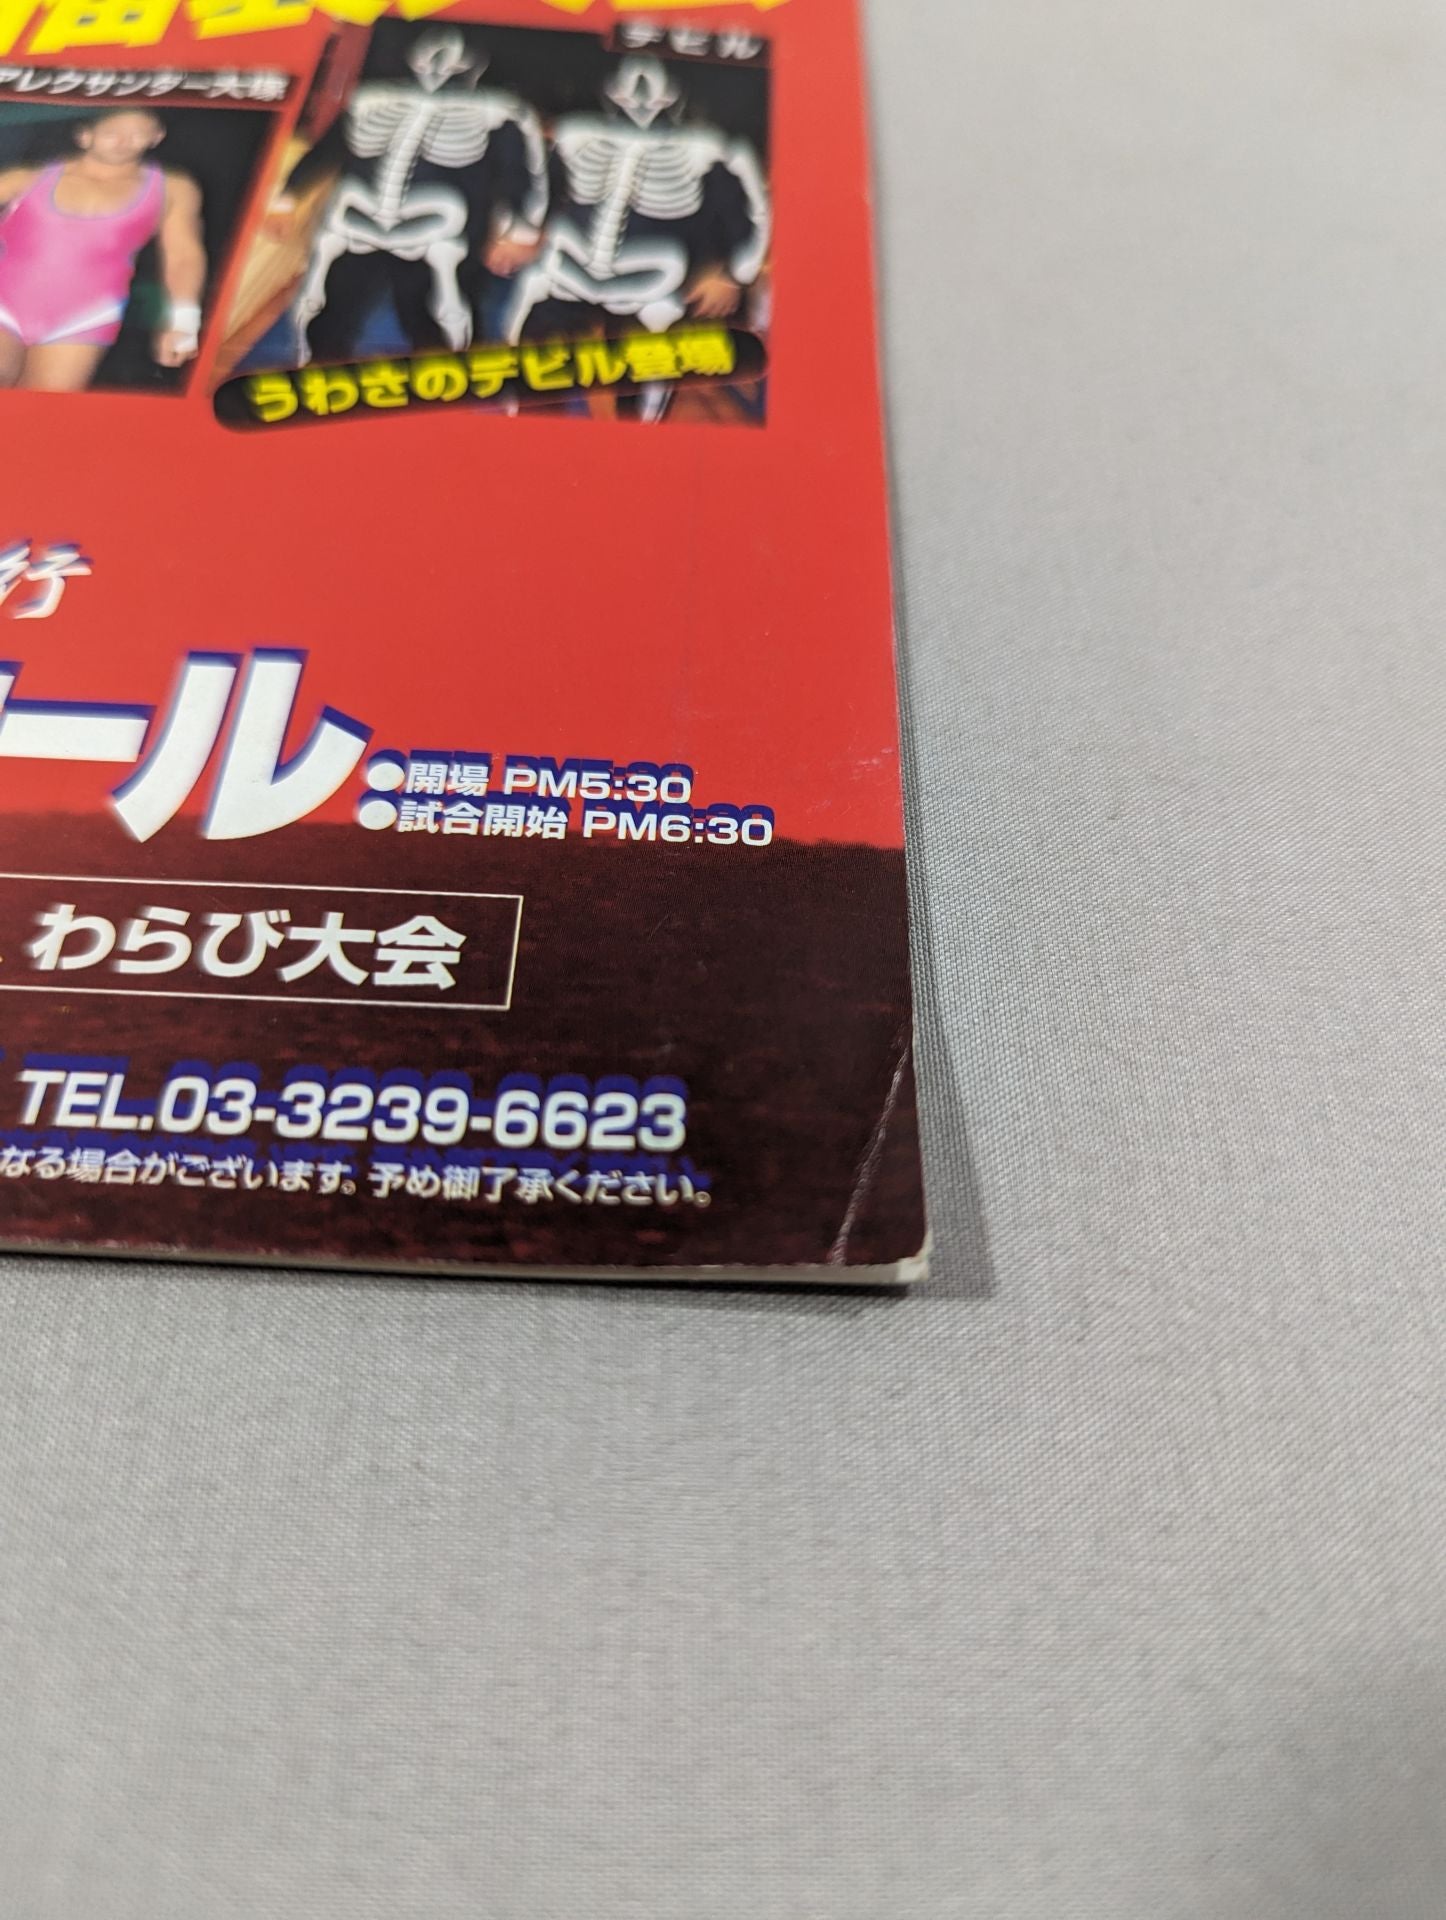 デビル
アレクサンダー大塚
うわさのデビル登場
行
ール
●開場 PM5:30
●試合開始 PM6:30
わらび大会
TEL.03-3239-6623
なる場合がございます。予め御了承ください。